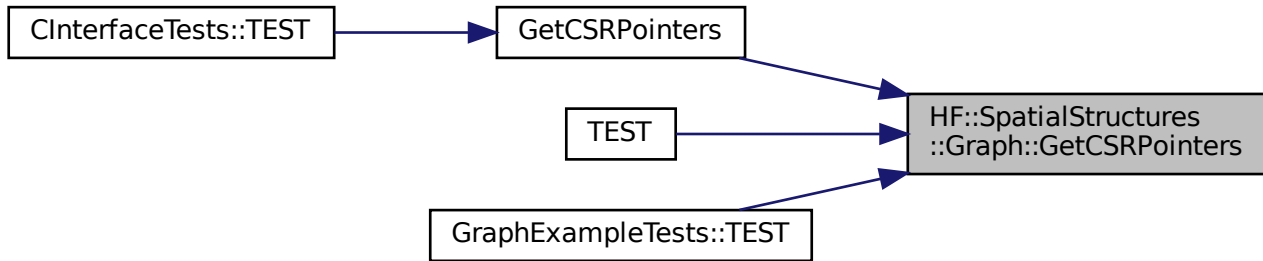 CInterfaceTests::TEST
GetCSRPointers
HF::SpatialStructures
::Graph::GetCSRPointers
TEST
GraphExampleTests::TEST